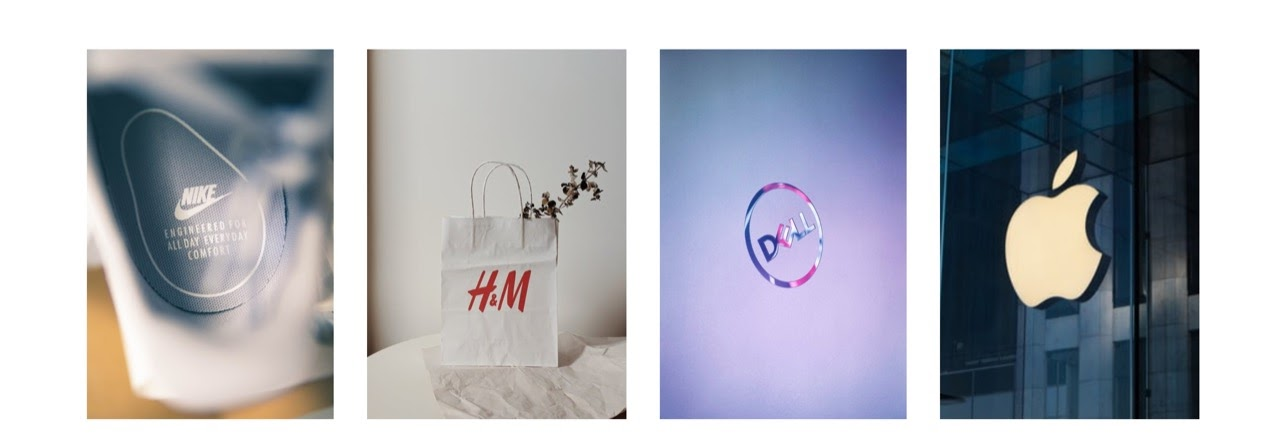 NIKE
ENGINEERED FOR
ALL DAY EVERYDAY
COMFORT
H&M
DELL